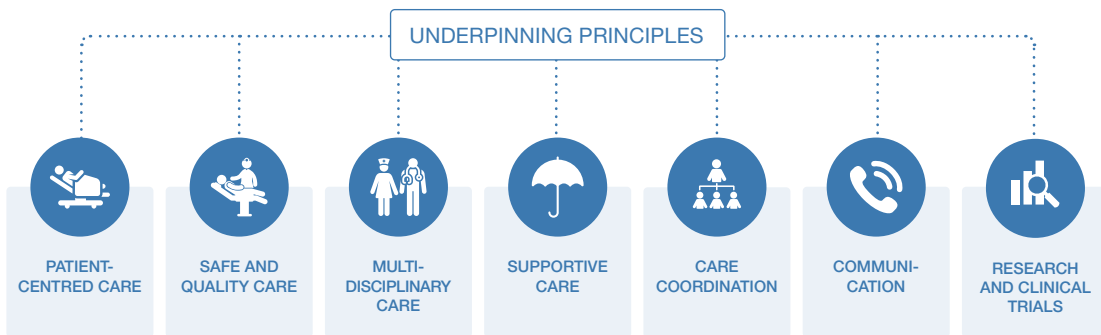 UNDERPINNING PRINCIPLES
PATIENT-
CENTRED CARE
SAFE AND
QUALITY CARE
MULTI-
DISCIPLINARY
CARE
SUPPORTIVE
CARE
CARE
COORDINATION
COMMUNI-
CATION
RESEARCH
AND CLINICAL
TRIALS